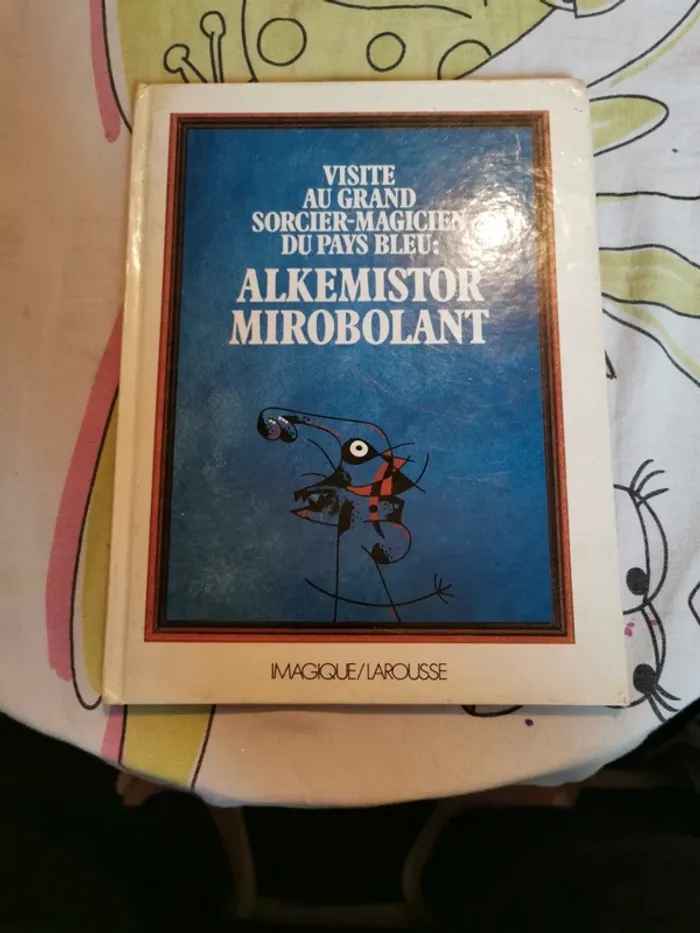 VISITE
AU GRAND
SORCIER-MAGICIEN
DU PAYS BLEU:
ALKEMISTOR
MIROBOLANT
IMAGIQUE/LAROUSSE